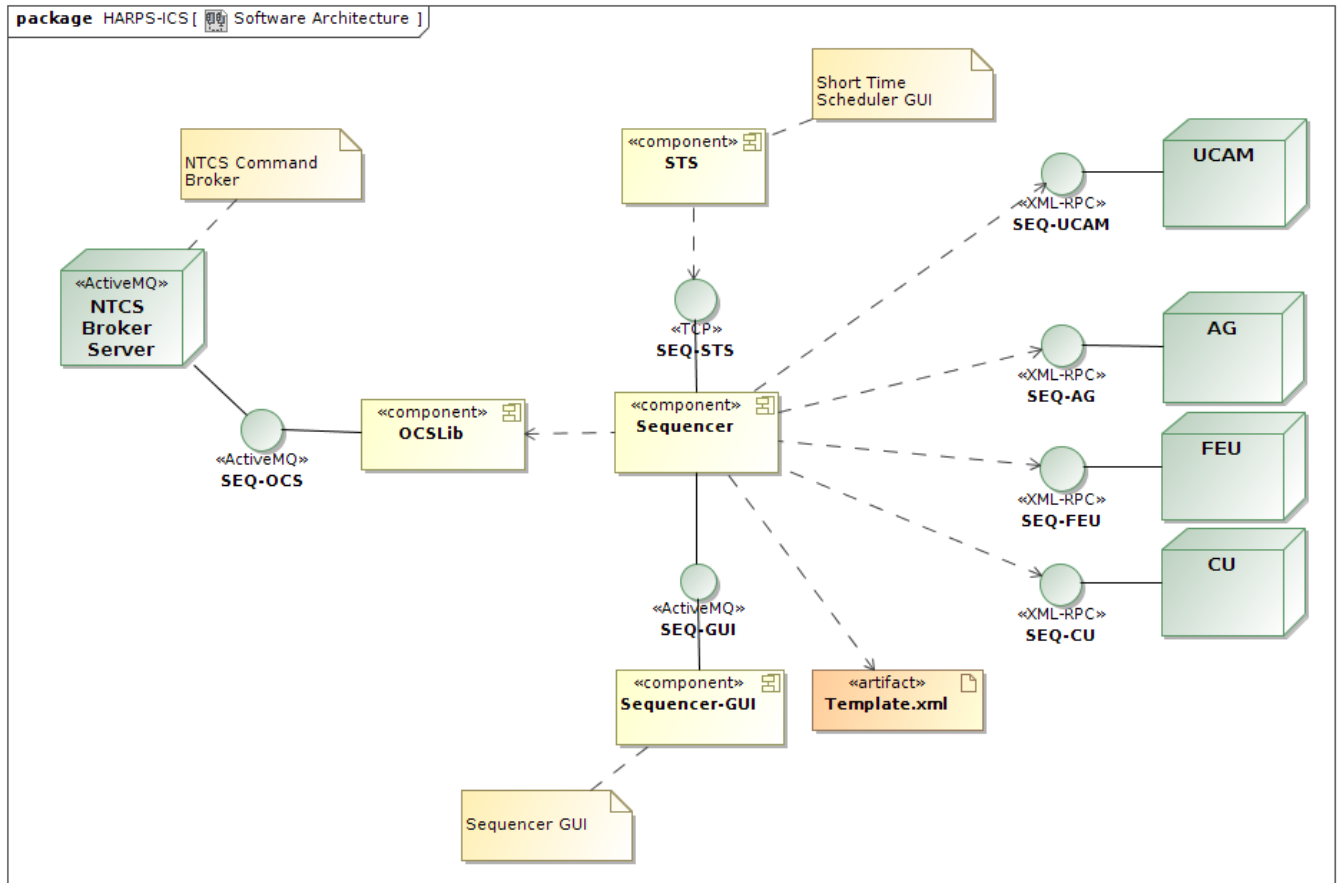 package HARPS-ICS [ Software Architecture ]
Short Time
Scheduler GUI
NTCS Command
Broker
«component»
STS
UCAM
«XML-RPC»
SEQ-UCAM
«ActiveMQ»
NTCS
Broker
Server
«TCP»
SEQ-STS
AG
«XML-RPC»
SEQ-AG
«component»
OCSLib
«component»
Sequencer
«ActiveMQ»
SEQ-OCS
FEU
«XML-RPC»
SEQ-FEU
CU
«XML-RPC»
SEQ-CU
«ActiveMQ»
SEQ-GUI
«component»
Sequencer-GUI
«artifact»
Template.xml
Sequencer GUI